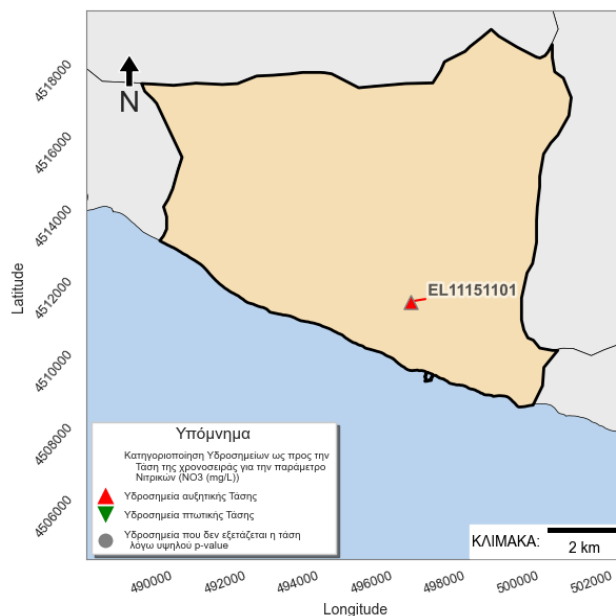 4518000
4516000
4514000
4512000
4510000
4508000
4506000
Latitude
N
EL11151101
Υπόμνημα
Κατηγοριοποίηση Υδροσημείων ως προς την
Τάση της χρονοσειράς για την παράμετρο
Νιτρικών (NO3 (mg/L))
Υδροσημεία αυξητικής Τάσης
Υδροσημεία πτωτικής Τάσης
Υδροσημεία που δεν εξετάζεται η τάση
λόγω υψηλού p-value
ΚΛΙΜΑΚΑ:
2 km
490000
492000
494000
496000
498000
500000
502000
Longitude